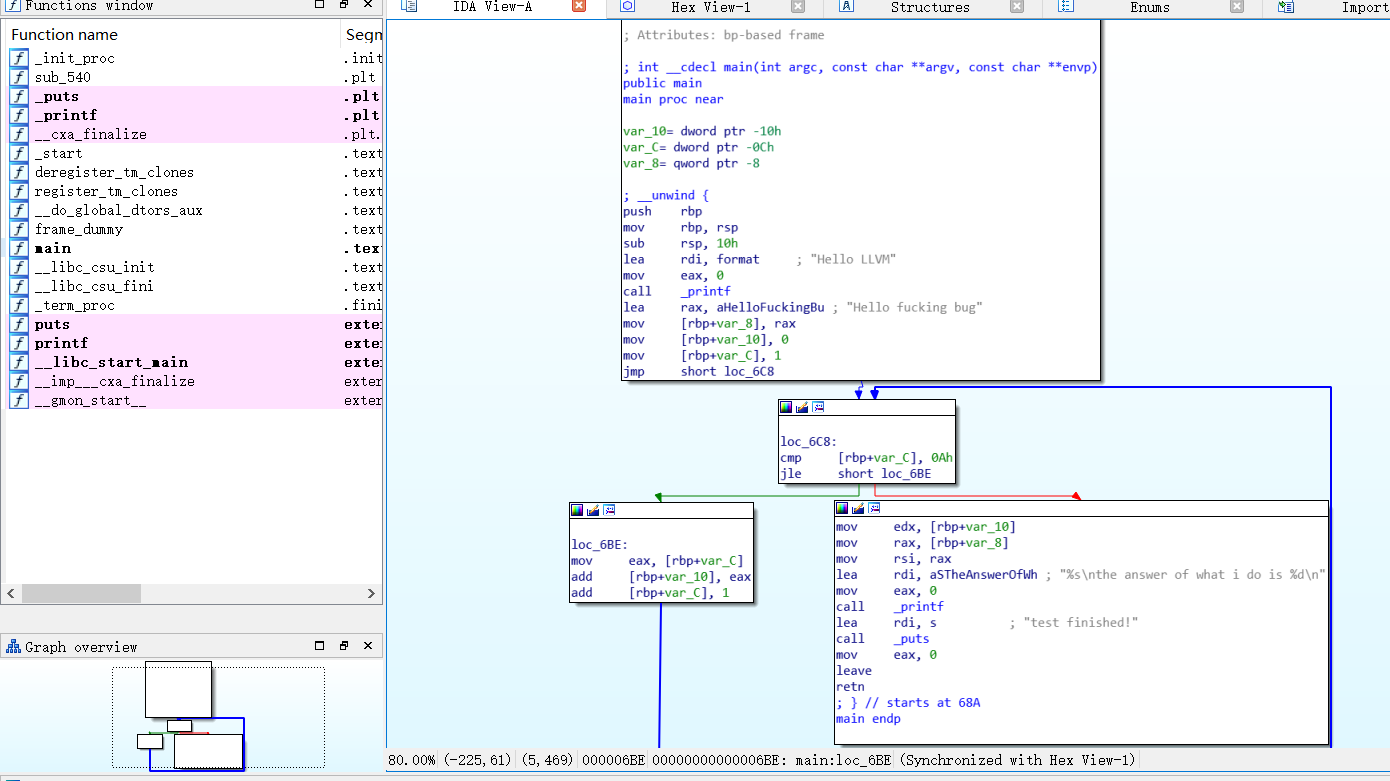 Functions window
IDA View-A
Hex View-1
Structures
Enums
Import
Function name
Segn
_init_proc .init
sub_540 .plt
_puts .plt
_printf .plt
__cxa_finalize .plt.
_start .text
deregister_tm_clones .text
register_tm_clones .text
__do_global_dtors_aux .text
frame_dummy .text
main .text
__libc_csu_init .text
__libc_csu_fini .text
_term_proc .fini
puts exter
printf exter
__libc_start_main exter
__imp___cxa_finalize exter
__gmon_start__ exter
Graph overview
; Attributes: bp-based frame
; int __cdecl main(int argc, const char **argv, const char **envp)
public main
main proc near
var_10= dword ptr -10h
var_C= dword ptr -0Ch
var_8= qword ptr -8
; __unwind {
push rbp
mov rbp, rsp
sub rsp, 10h
lea rdi, format ; "Hello LLVM"
mov eax, 0
call _printf
lea rax, aHelloFuckingBu ; "Hello fucking bug"
mov [rbp+var_8], rax
mov [rbp+var_10], 0
mov [rbp+var_C], 1
jmp short loc_6C8
loc_6C8:
cmp [rbp+var_C], 0Ah
jle short loc_6BE
loc_6BE:
mov eax, [rbp+var_C]
add [rbp+var_10], eax
add [rbp+var_C], 1
mov edx, [rbp+var_10]
mov rax, [rbp+var_8]
mov rsi, rax
lea rdi, aSTheAnswerOfWh ; "%s\nthe answer of what i do is %d\n"
mov eax, 0
call _printf
lea rdi, s ; "test finished!"
call _puts
mov eax, 0
leave
retn
; } // starts at 68A
main endp
80.00% (-225,61) (5,469) 000006BE 00000000000006BE: main:loc_6BE (Synchronized with Hex View-1)